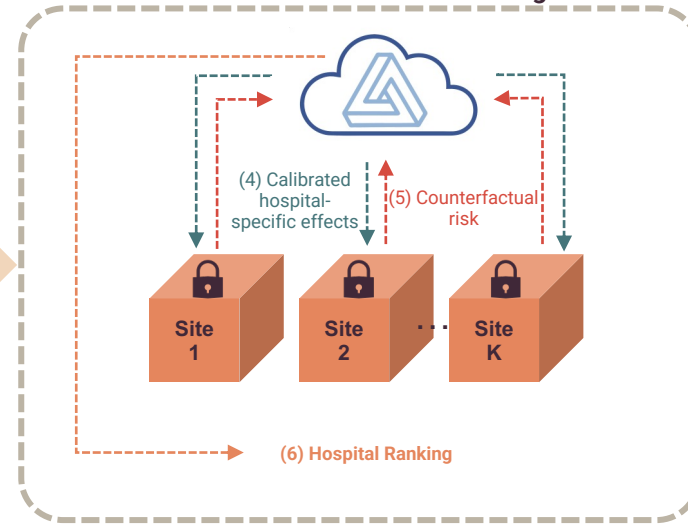 (4) Calibrated
hospital-
specific effects
(5) Counterfactual
risk
Site
1
Site
2
...
Site
K
(6) Hospital Ranking